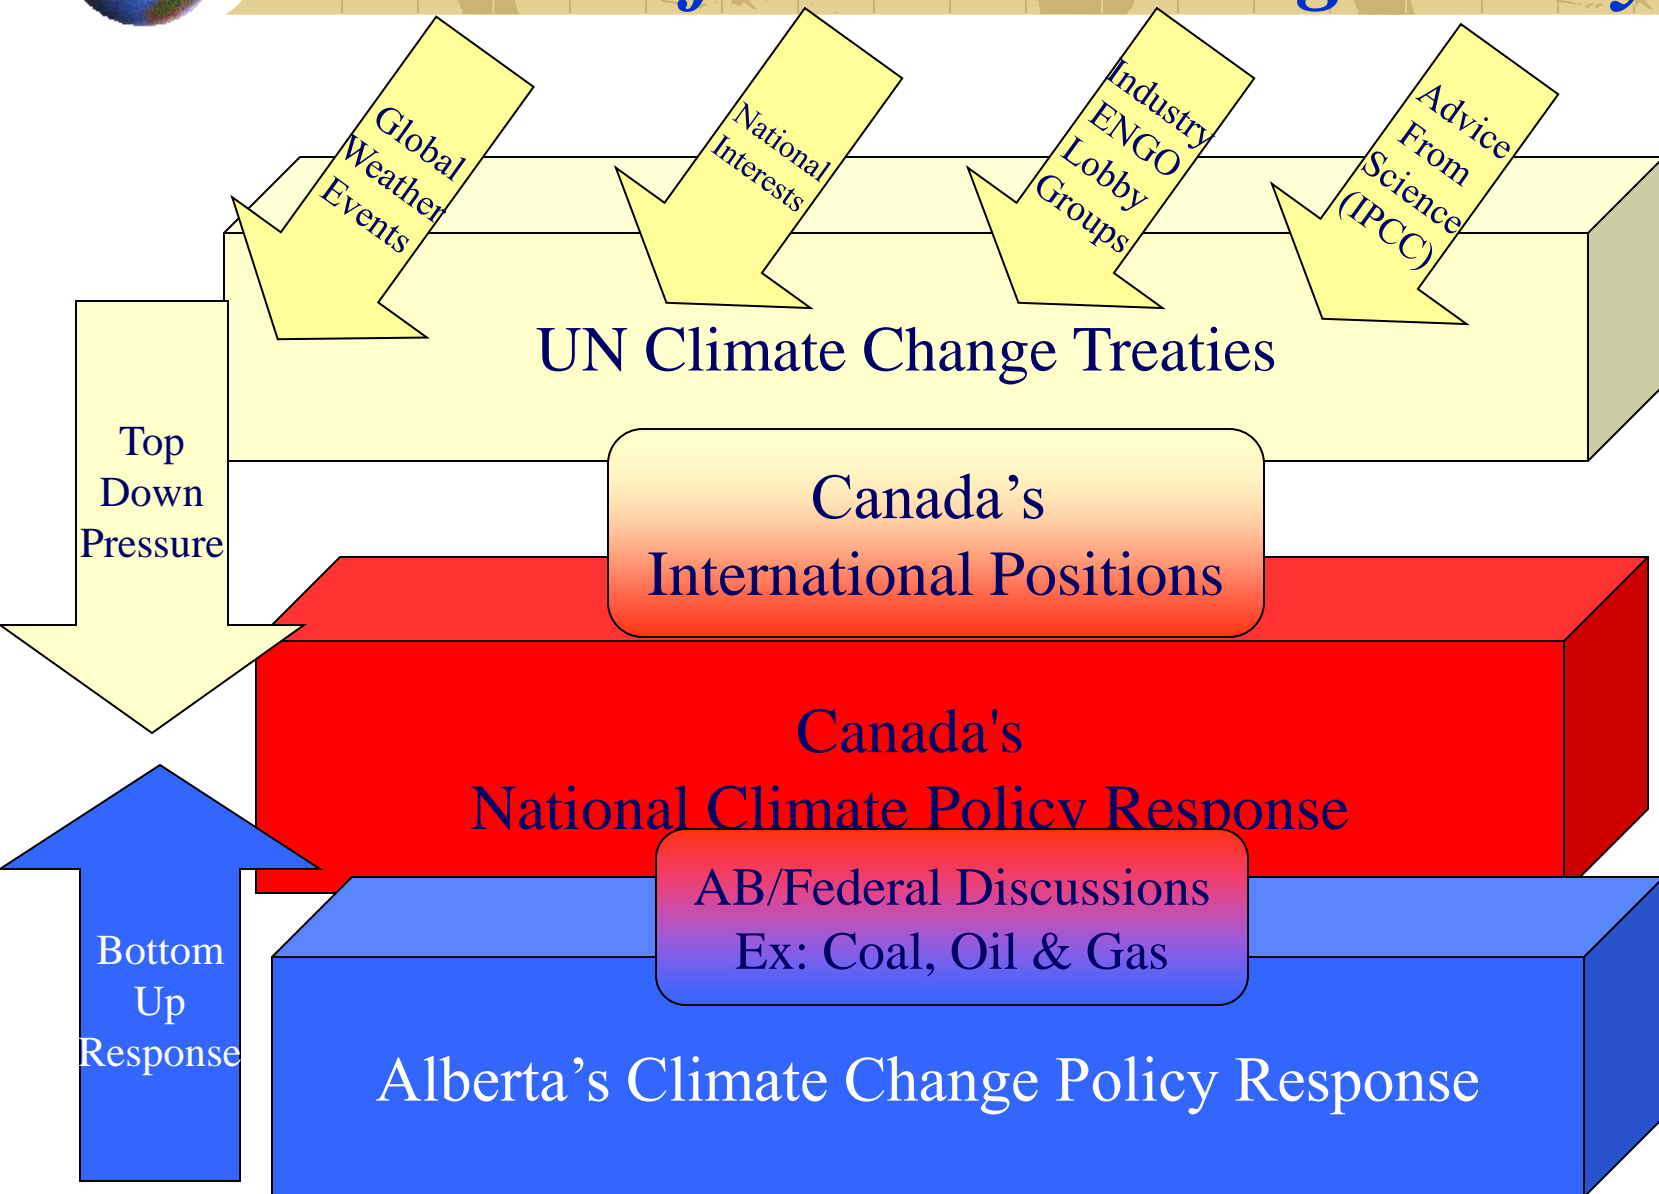 Global
Weather
Events
National
Interests
Industry
ENGO
Lobby
Groups
Advice
From
Science
(IPCC)
UN Climate Change Treaties
Top
Down
Pressure
Canada’s
International Positions
Canada's
National Climate Policy Response
AB/Federal Discussions
Ex: Coal, Oil & Gas
Bottom
Up
Response
Alberta’s Climate Change Policy Response